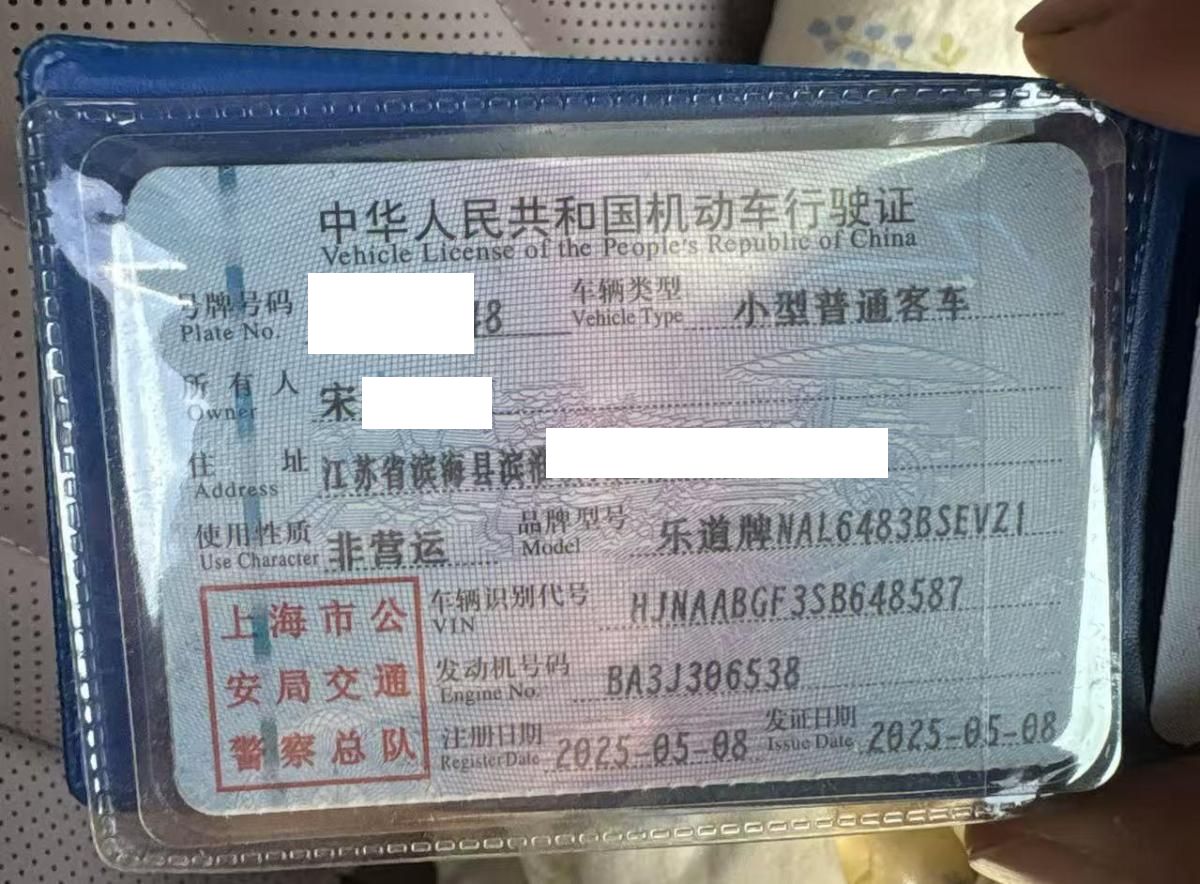 中华人民共和国机动车行驶证
Vehicle License of the People's Republic of China
号牌号码 48 车辆类型 小型普通客车
Plate No. Vehicle Type
所有人 宋
Owner
住址 江苏省滨海县滨淮
Address
使用性质 非营运 品牌型号 乐道牌NAL6483BSEVZ1
Use Character Model
上海市公
安局交通
警察总队
车辆识别代号 HJNAABGF3SB648587
VIN
发动机号码 BA3J306538
Engine No.
注册日期 2025-05-08 发证日期 2025-05-08
Register Date Issue Date